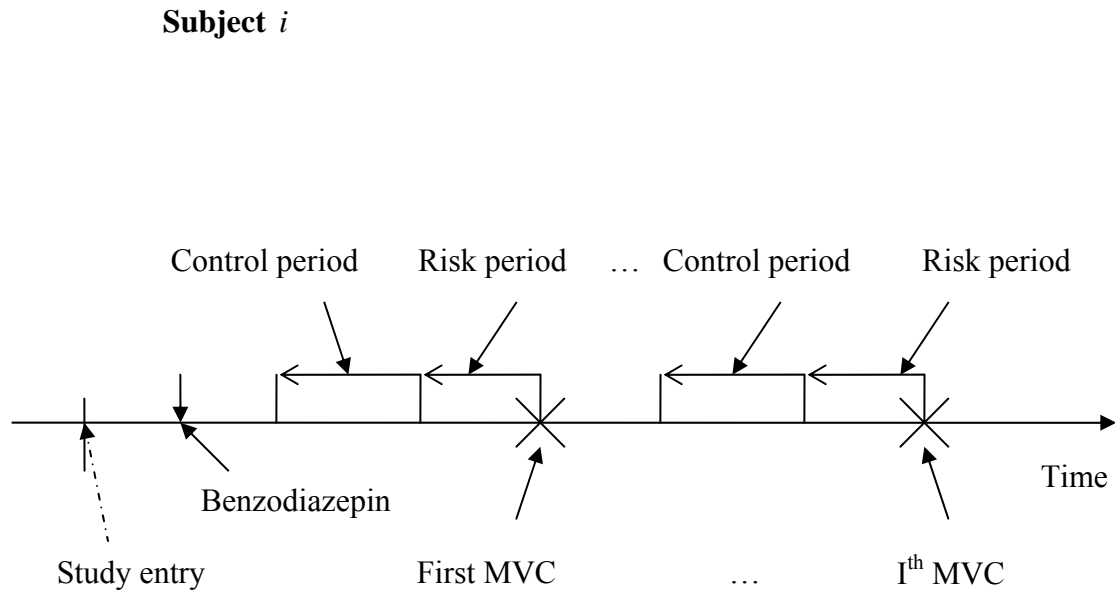 Subject i
Control period Risk period … Control period Risk period
Time
Benzodiazepin
Study entry First MVC … Ith MVC